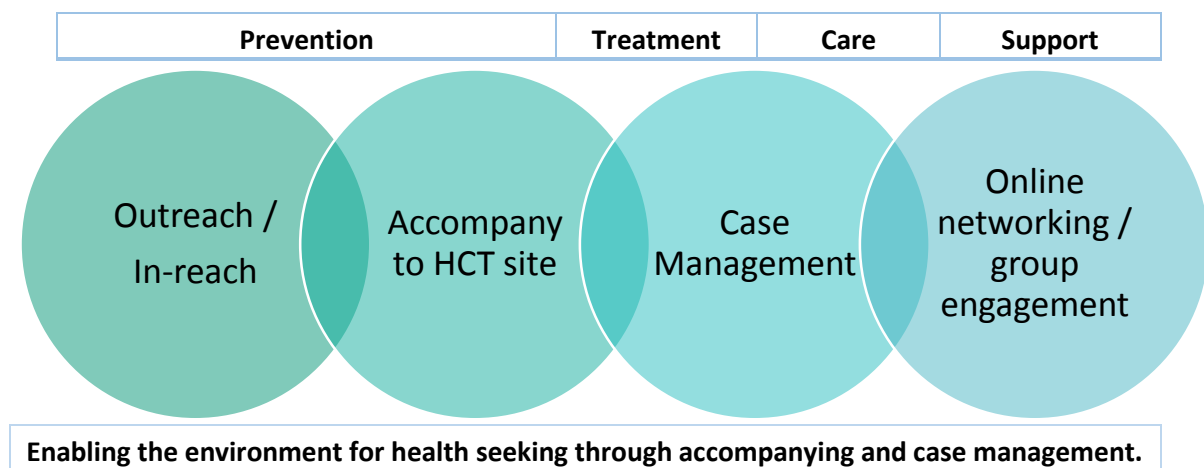 Prevention
Treatment
Care
Support
Outreach /
In-reach
Accompany
to HCT site
Case
Management
Online
networking /
group
engagement
Enabling the environment for health seeking through accompanying and case management.